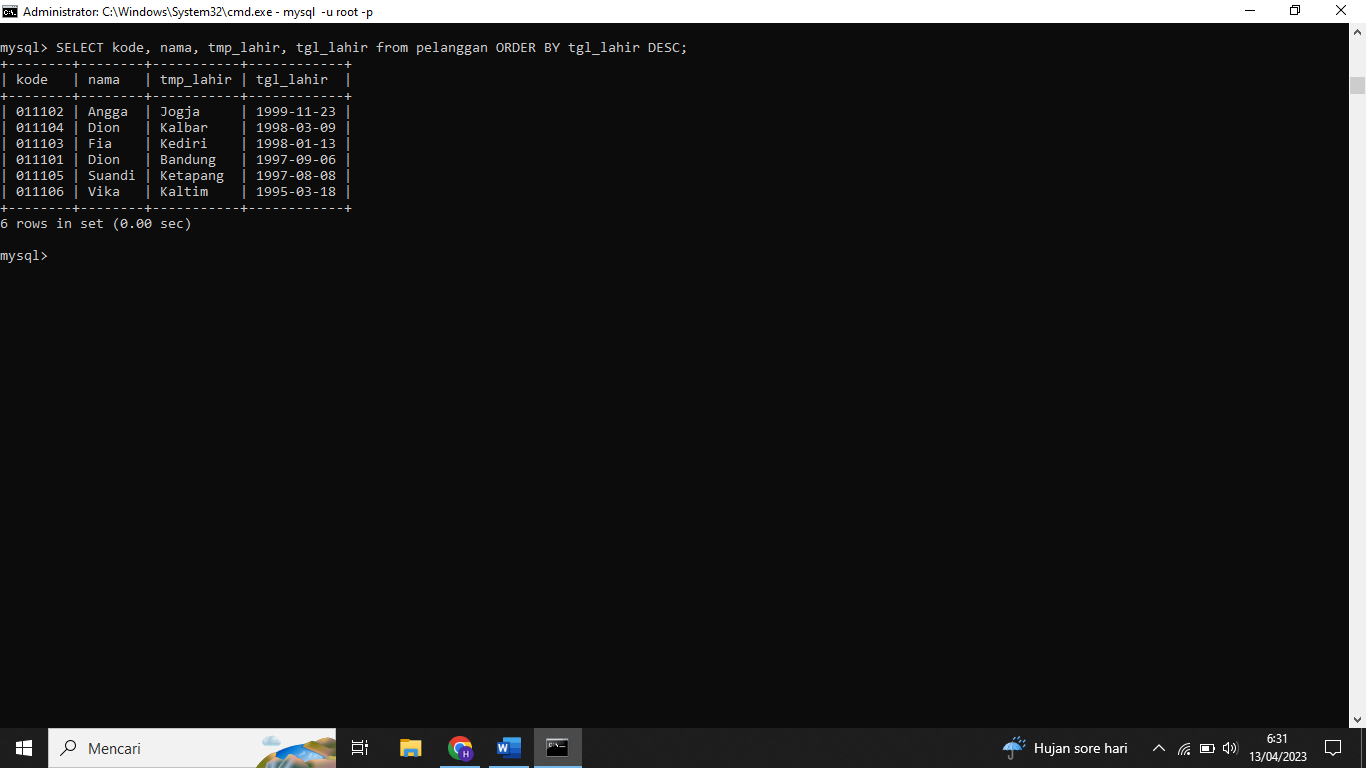 Administrator: C:\Windows\System32\cmd.exe - mysql  -u root -p
mysql> SELECT kode, nama, tmp_lahir, tgl_lahir from pelanggan ORDER BY tgl_lahir DESC;
+--------+--------+-----------+------------+
| kode   | nama   | tmp_lahir | tgl_lahir  |
+--------+--------+-----------+------------+
| 011102 | Angga  | Jogja     | 1999-11-23 |
| 011104 | Dion   | Kalbar    | 1998-03-09 |
| 011103 | Fia    | Kediri    | 1998-01-13 |
| 011101 | Dion   | Bandung   | 1997-09-06 |
| 011105 | Suandi | Ketapang  | 1997-08-08 |
| 011106 | Vika   | Kaltim    | 1995-03-18 |
+--------+--------+-----------+------------+
6 rows in set (0.00 sec)
mysql>
Mencari
Hujan sore hari
6:31
13/04/2023